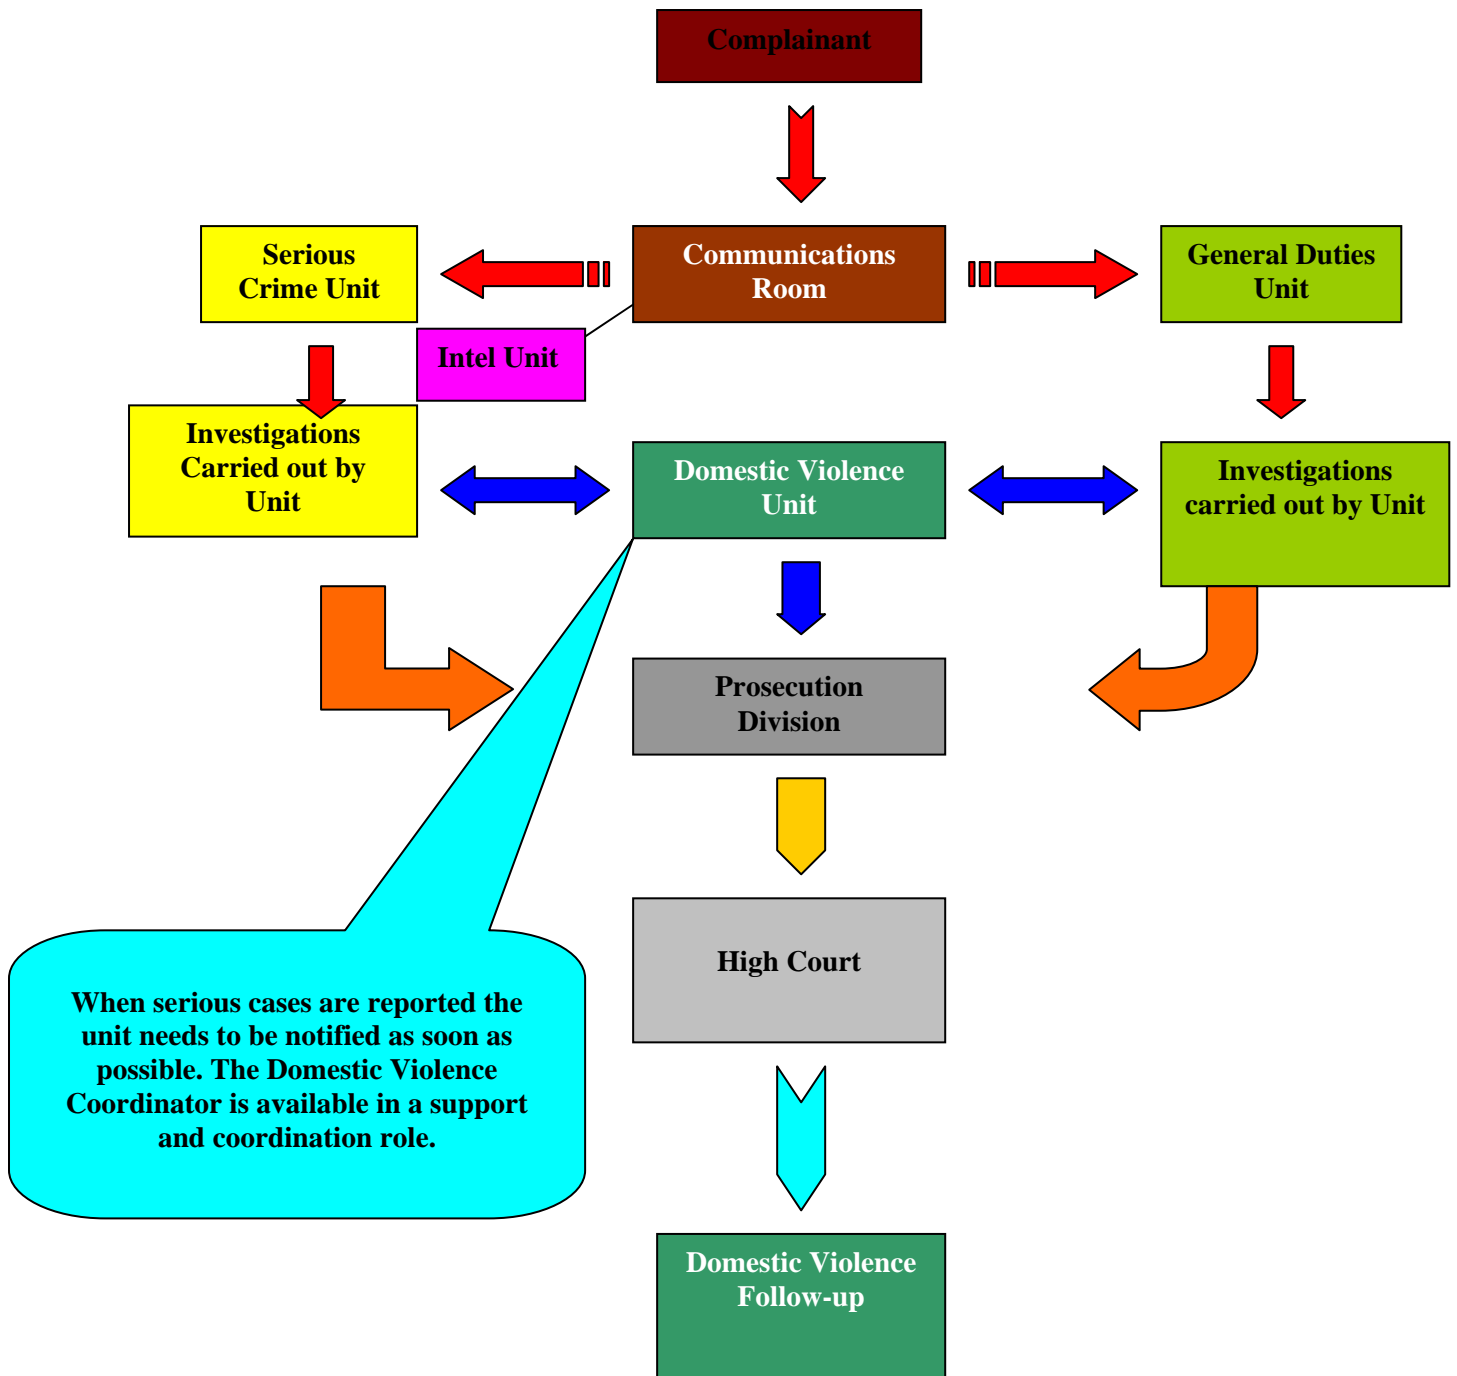 Complainant
Serious
Crime Unit
Communications
Room
General Duties
Unit
Intel Unit
Investigations
Carried out by
Unit
Domestic Violence
Unit
Investigations
carried out by Unit
Prosecution
Division
High Court
When serious cases are reported the
unit needs to be notified as soon as
possible. The Domestic Violence
Coordinator is available in a support
and coordination role.
Domestic Violence
Follow-up